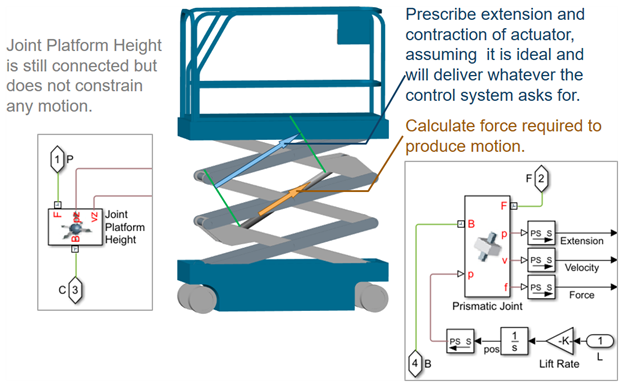 Joint Platform Height
is still connected but
does not constrain
any motion.
Prescribe extension and
contraction of actuator,
assuming it is ideal and
will deliver whatever the
control system asks for.
Calculate force required to
produce motion.
1
P
F
pz
vz
B
Joint
Platform
Height
C
3
F
2
F
B
p
PS S
Extension
v
PS S
Velocity
p
f
PS S
Force
Prismatic Joint
PS S
pos
1
s
-K-
1
Lift Rate
L
4
B